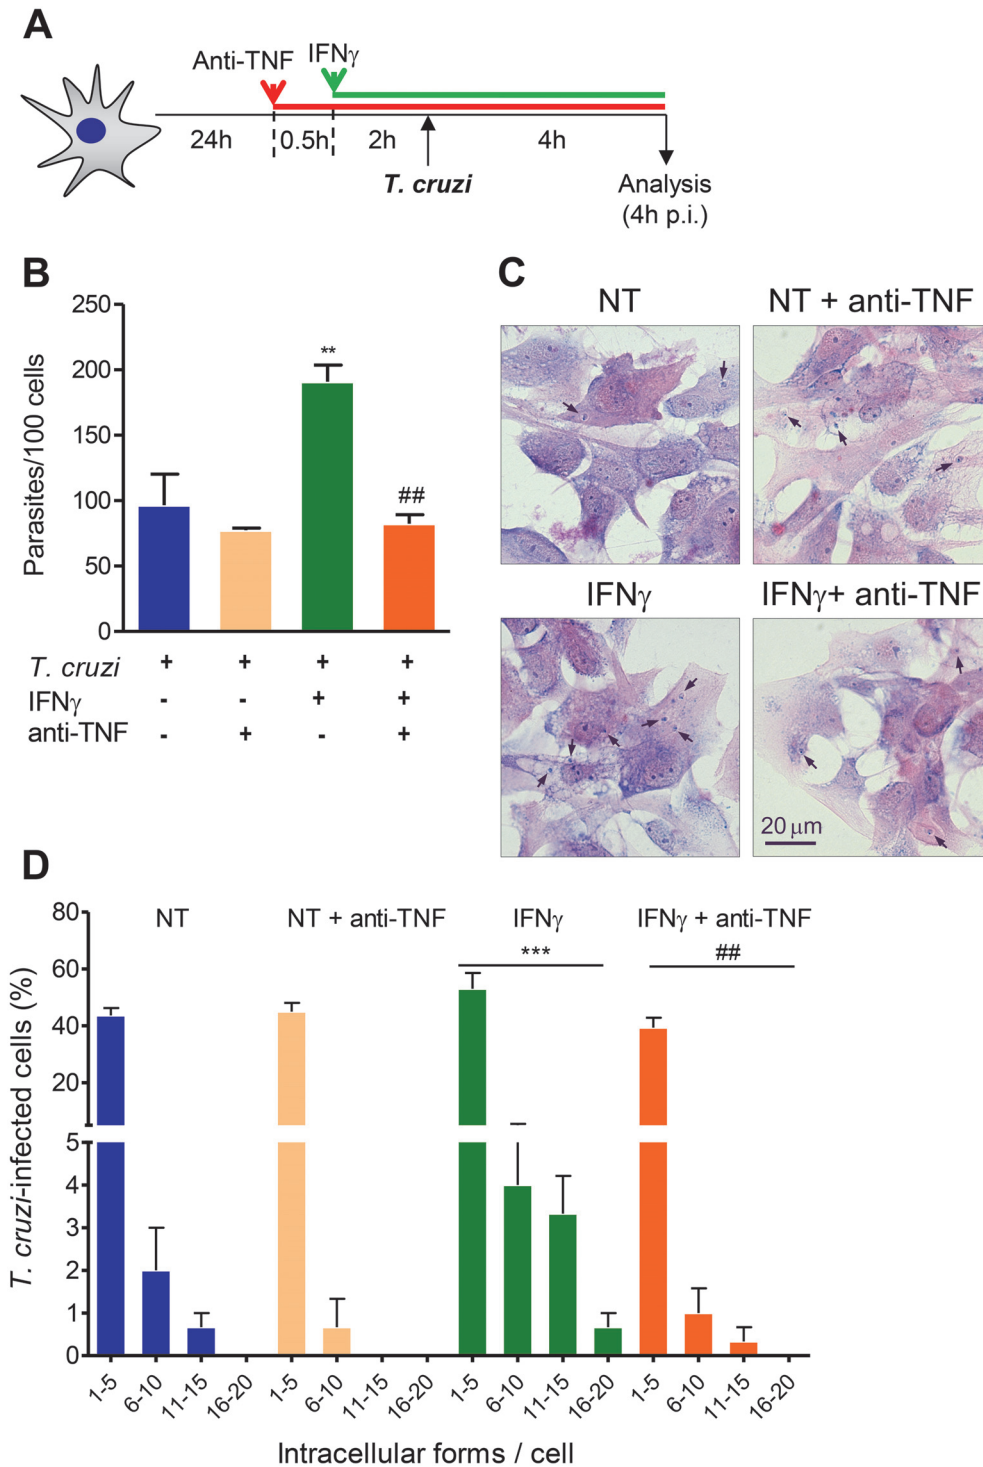 A
Anti-TNF IFNγ
24h 0.5h 2h 4h
T. cruzi
Analysis
(4h p.i.)
B
Parasites/100 cells
250
200
150
100
50
0
**
##
T. cruzi + + + +
IFNγ - - + +
anti-TNF - + - +
C
NT NT + anti-TNF
IFNγ IFNγ+ anti-TNF
20 μm
D
T. cruzi-infected cells (%)
80
60
40
20
5
4
3
2
1
0
NT NT + anti-TNF IFNγ IFNγ + anti-TNF
*** ##
1-5 6-10 11-15 16-20 1-5 6-10 11-15 16-20 1-5 6-10 11-15 16-20 1-5 6-10 11-15 16-20
Intracellular forms / cell